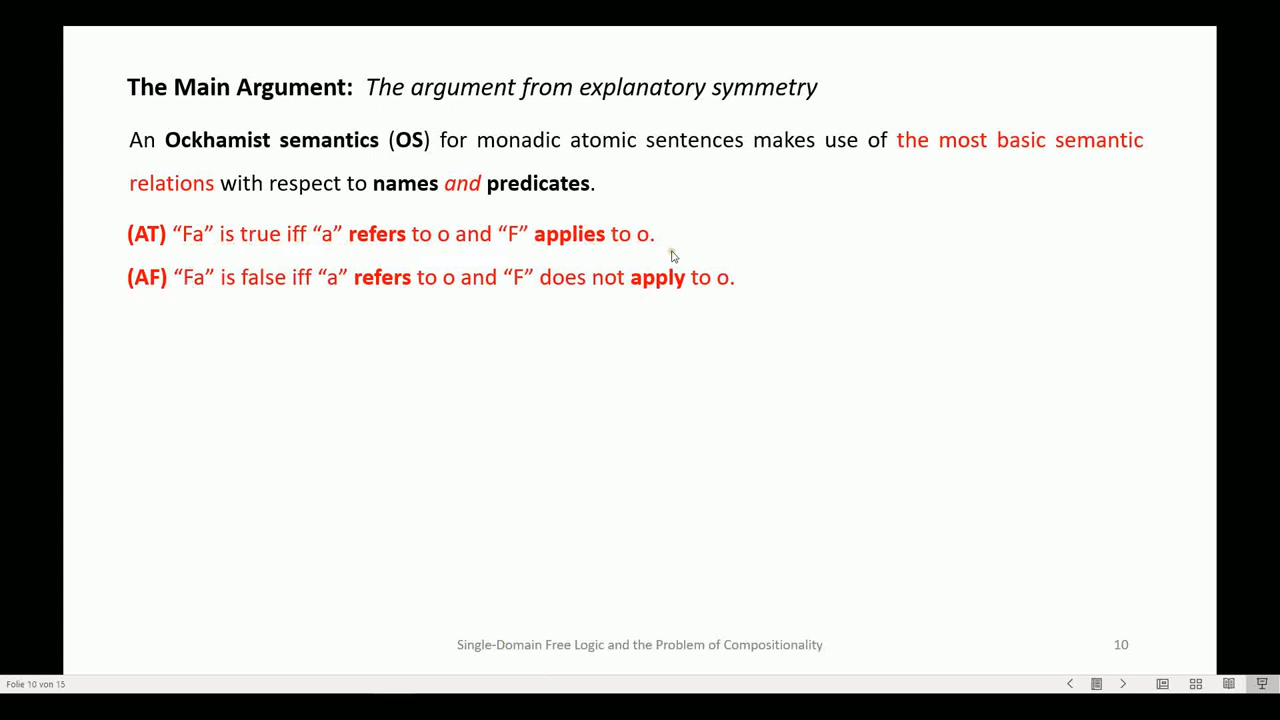 The Main Argument: The argument from explanatory symmetry
An Ockhamist semantics (OS) for monadic atomic sentences makes use of the most basic semantic
relations with respect to names and predicates.
(AT) “Fa” is true iff “a” refers to o and “F” applies to o.
(AF) “Fa” is false iff “a” refers to o and “F” does not apply to o.
Single-Domain Free Logic and the Problem of Compositionality
10
Folie 10 von 15